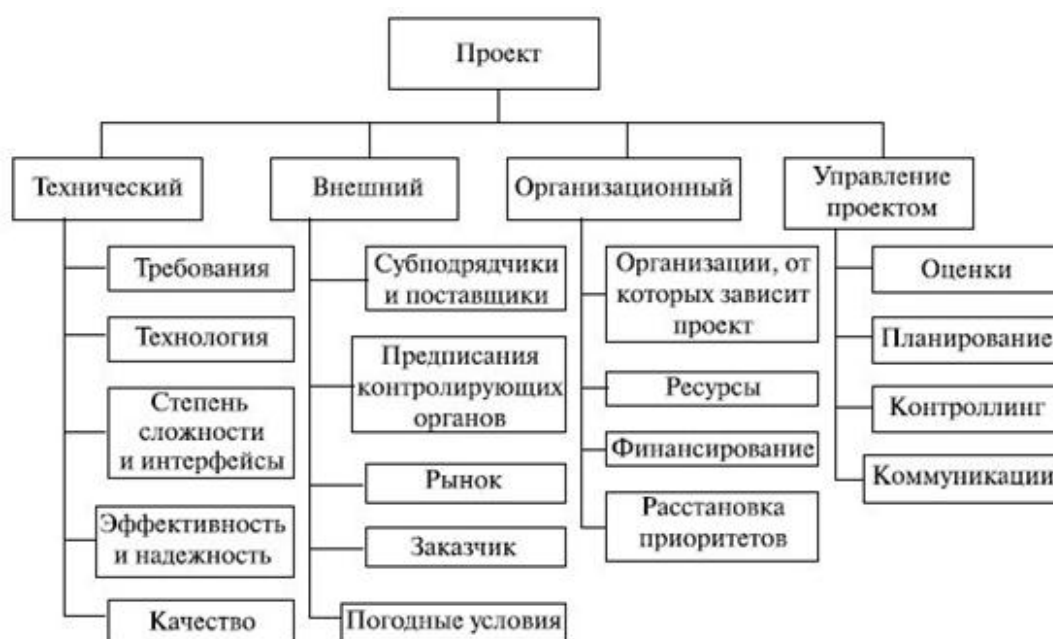 Проект
Технический
Требования
Технология
Степень
сложности
и интерфейсы
Эффективность
и надежность
Качество
Внешний
Субподрядчики
и поставщики
Предписания
контролирующих
органов
Рынок
Заказчик
Погодные условия
Организационный
Организации, от
которых зависит
проект
Ресурсы
Финансирование
Расстановка
приоритетов
Управление
проектом
Оценки
Планирование
Контроллинг
Коммуникации